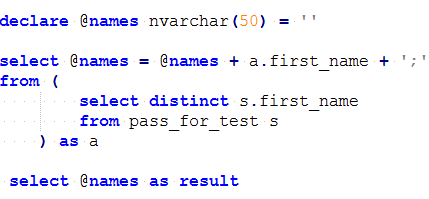 declare @names nvarchar(50) = ''
select @names = @names + a.first_name + ';'
from (
select distinct s.first_name
from pass_for_test s
) as a
select @names as result